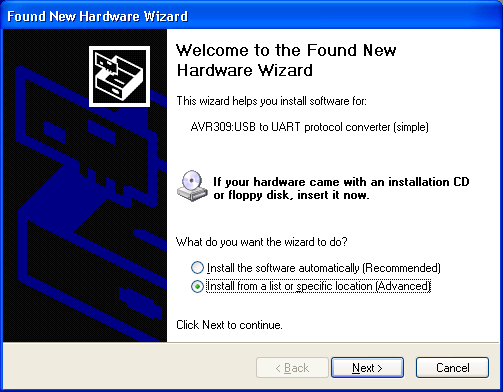 Found New Hardware Wizard
Welcome to the Found New
Hardware Wizard
This wizard helps you install software for:
AVR309:USB to UART protocol converter (simple)
If your hardware came with an installation CD
or floppy disk, insert it now.
What do you want the wizard to do?
Install the software automatically (Recommended)
Install from a list or specific location (Advanced)
Click Next to continue.
< Back
Next >
Cancel